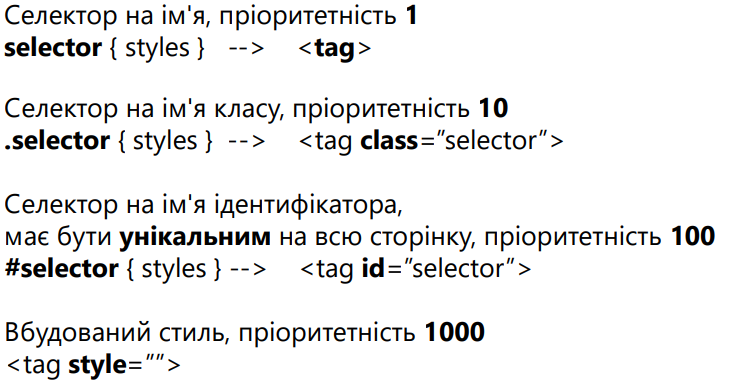 Селектор на ім'я, пріоритетність 1
selector { styles } --> <tag>
Селектор на ім'я класу, пріоритетність 10
.selector { styles } --> <tag class=”selector”>
Селектор на ім'я ідентифікатора,
має бути унікальним на всю сторінку, пріоритетність 100
#selector { styles } --> <tag id=”selector”>
Вбудований стиль, пріоритетність 1000
<tag style=””>